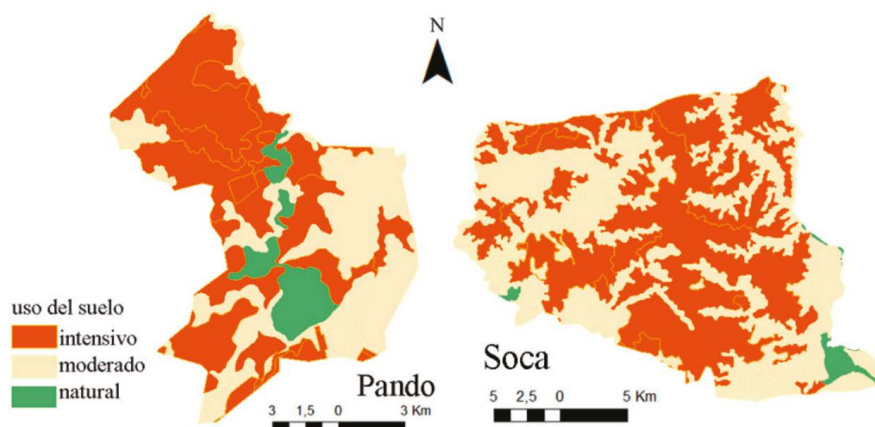 N
uso del suelo
intensivo
moderado
natural
Pando
3 1,5 0 3 Km
Soca
5 2,5 0 5 Km